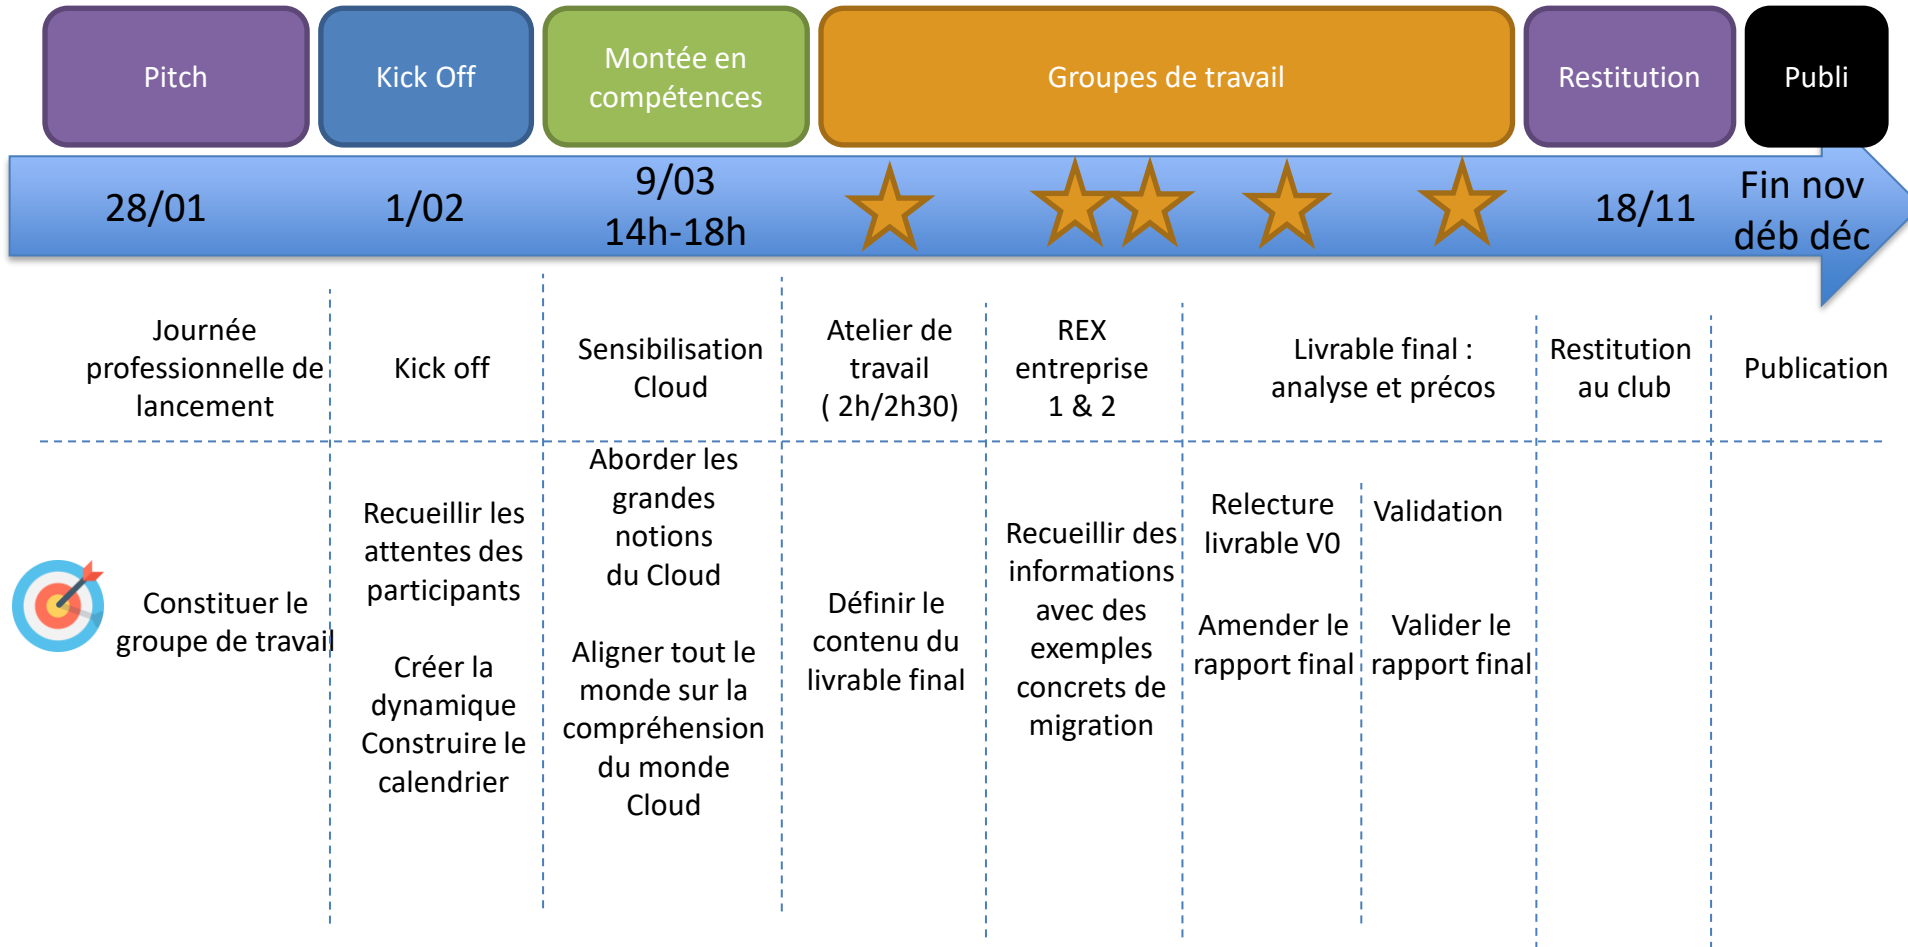 Pitch
Kick Off
Montée en
compétences
Groupes de travail
Restitution
Publi
28/01
1/02
9/03
14h-18h
18/11
Fin nov
déb déc
Journée
professionnelle de
lancement
Kick off
Sensibilisation
Cloud
Atelier de
travail
( 2h/2h30)
REX
entreprise
1 & 2
Livrable final :
analyse et précos
Restitution
au club
Publication
Constituer le
groupe de travail
Recueillir les
attentes des
participants
Créer la
dynamique
Construire le
calendrier
Aborder les
grandes
notions
du Cloud
Aligner tout le
monde sur la
compréhension
du monde
Cloud
Définir le
contenu du
livrable final
Recueillir des
informations
avec des
exemples
concrets de
migration
Relecture
livrable V0
Amender le
rapport final
Validation
Valider le
rapport final